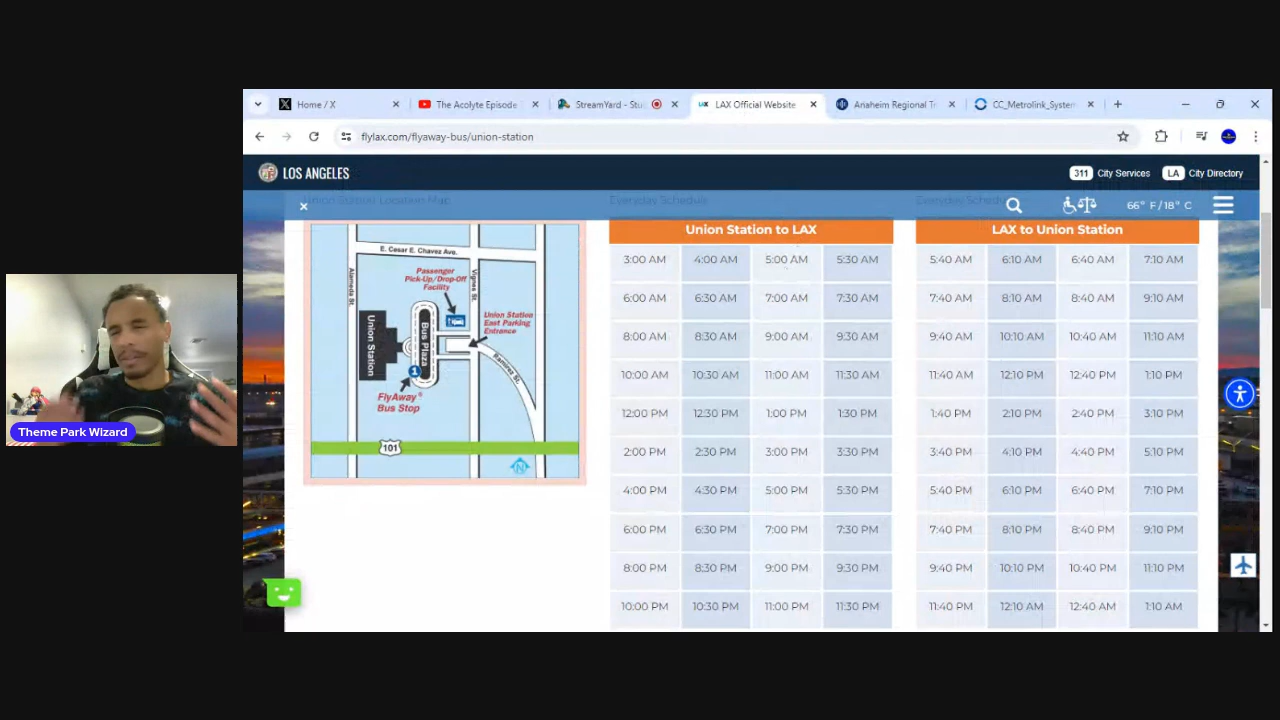 Home / X
The Acolyte Episode
StreamYard - Stu
LAX Official Website
Anaheim Regional Tr
CC_Metrolink_System
flylax.com/flyaway-bus/union-station
LOS ANGELES
311 City Services
LA City Directory
Union Station Location Map
Everyday Schedule
Everyday Schedule
66° F / 18° C
E. Cesar E. Chavez Ave.
Alameda St.
Vignes St.
Passenger
Pick-Up/Drop-Off
Facility
Union Station
East Parking
Entrance
Union Station
Bus Plaza
Ramirez St.
1
FlyAway®
Bus Stop
101
N
Union Station to LAX
3:00 AM 4:00 AM 5:00 AM 5:30 AM
6:00 AM 6:30 AM 7:00 AM 7:30 AM
8:00 AM 8:30 AM 9:00 AM 9:30 AM
10:00 AM 10:30 AM 11:00 AM 11:30 AM
12:00 PM 12:30 PM 1:00 PM 1:30 PM
2:00 PM 2:30 PM 3:00 PM 3:30 PM
4:00 PM 4:30 PM 5:00 PM 5:30 PM
6:00 PM 6:30 PM 7:00 PM 7:30 PM
8:00 PM 8:30 PM 9:00 PM 9:30 PM
10:00 PM 10:30 PM 11:00 PM 11:30 PM
LAX to Union Station
5:40 AM 6:10 AM 6:40 AM 7:10 AM
7:40 AM 8:10 AM 8:40 AM 9:10 AM
9:40 AM 10:10 AM 10:40 AM 11:10 AM
11:40 AM 12:10 PM 12:40 PM 1:10 PM
1:40 PM 2:10 PM 2:40 PM 3:10 PM
3:40 PM 4:10 PM 4:40 PM 5:10 PM
5:40 PM 6:10 PM 6:40 PM 7:10 PM
7:40 PM 8:10 PM 8:40 PM 9:10 PM
9:40 PM 10:10 PM 10:40 PM 11:10 PM
11:40 PM 12:10 AM 12:40 AM 1:10 AM
Theme Park Wizard